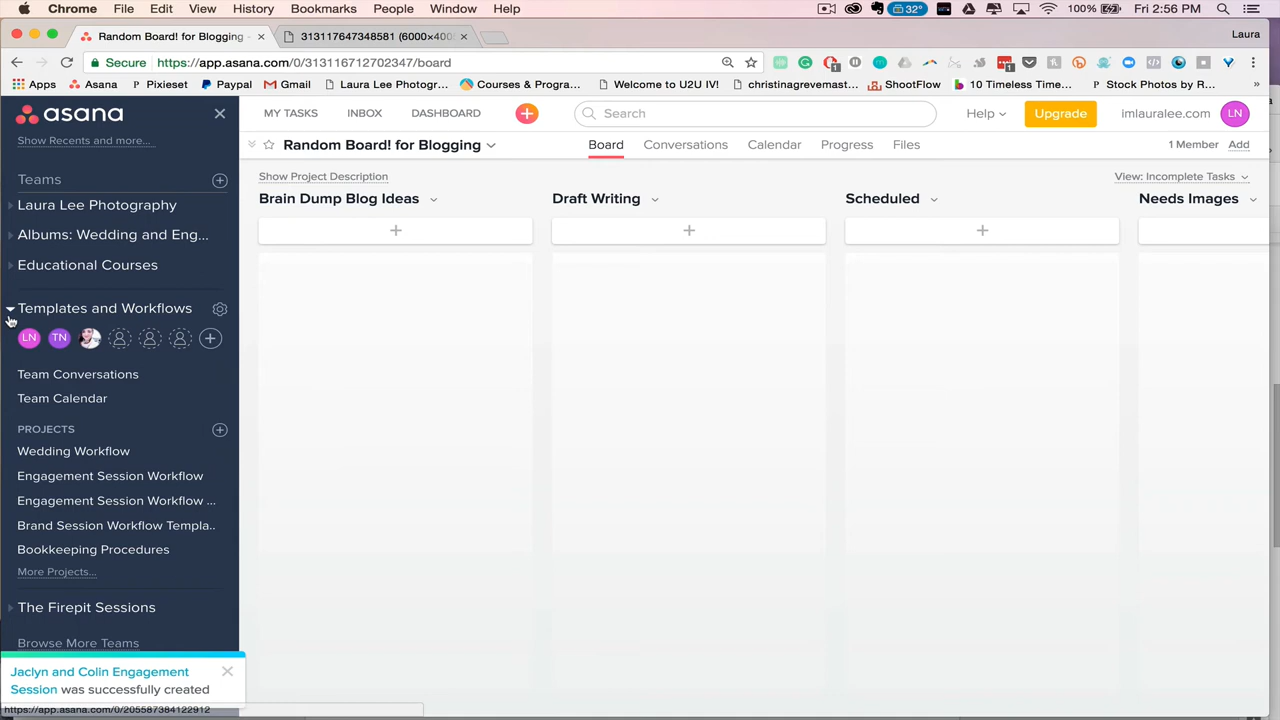 Chrome File Edit View History Bookmarks People Window Help 32° 100% Fri 2:56 PM
Random Board! for Blogging - × 313117647348581 (6000×400 × Laura
Secure https://app.asana.com/0/313116712702347/board
Apps Asana Pixieset Paypal Gmail Laura Lee Photogr... Courses & Progra... Welcome to U2U IV! christinagrevemast... ShootFlow 10 Timeless Time... Stock Photos by R...
asana ×
MY TASKS INBOX DASHBOARD + Search Help Upgrade imlauralee.com LN
Show Recents and more...
Random Board! for Blogging Board Conversations Calendar Progress Files 1 Member Add
Teams
Show Project Description View: Incomplete Tasks
Laura Lee Photography
Brain Dump Blog Ideas Draft Writing Scheduled Needs Images
Albums: Wedding and Eng...
+ + +
Educational Courses
Templates and Workflows
LN TN
Team Conversations
Team Calendar
PROJECTS
Wedding Workflow
Engagement Session Workflow
Engagement Session Workflow ...
Brand Session Workflow Templa..
Bookkeeping Procedures
More Projects...
The Firepit Sessions
Browse More Teams
Jaclyn and Colin Engagement
Session was successfully created
https://app.asana.com/0/205587384122912